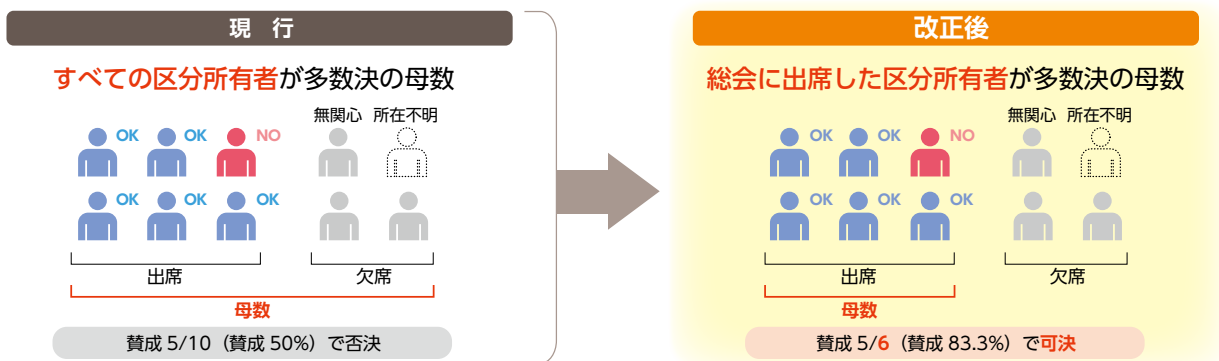 現 行
すべての区分所有者が多数決の母数
無関心 所在不明
OK OK NO
OK OK OK
出席 欠席
母数
賛成 5/10（賛成 50%）で否決
改正後
総会に出席した区分所有者が多数決の母数
無関心 所在不明
OK OK NO
OK OK OK
出席 欠席
母数
賛成 5/6（賛成 83.3%）で可決